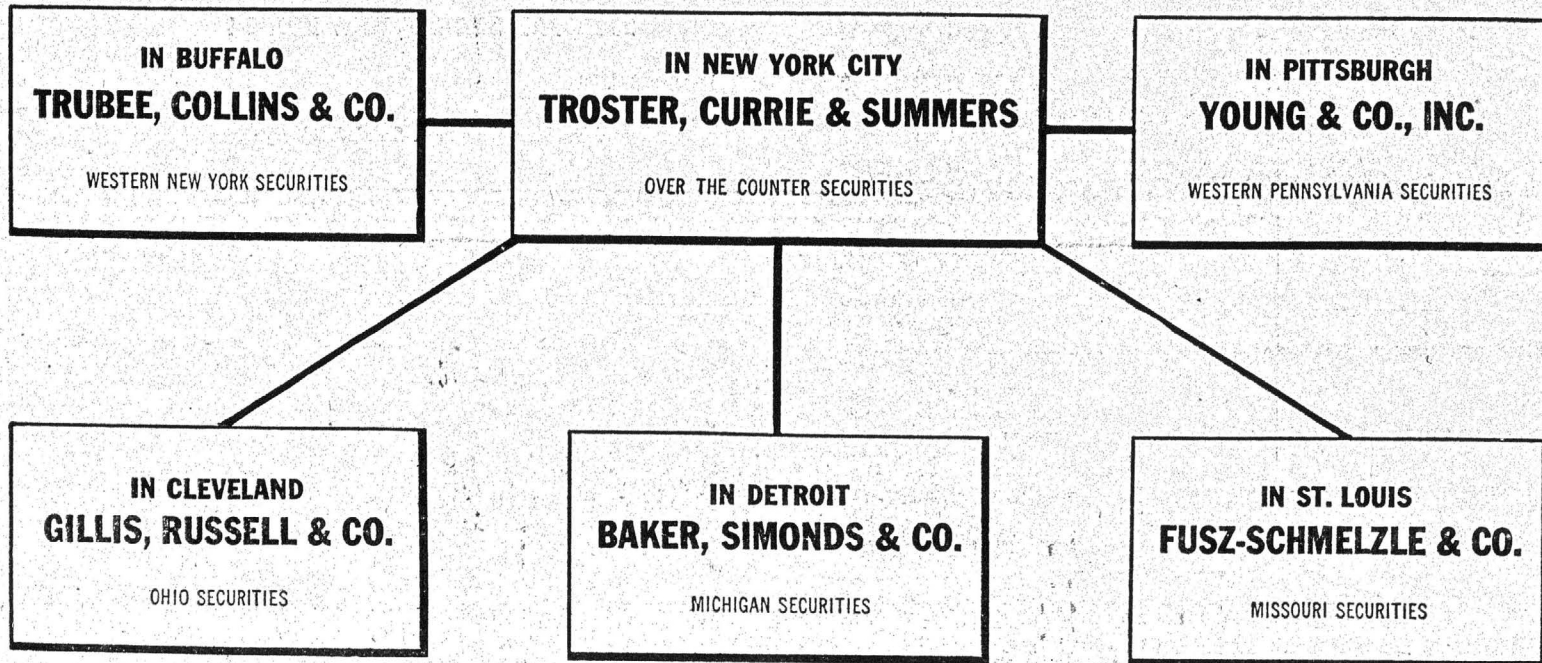 IN BUFFALO
TRUBEE, COLLINS & CO.
WESTERN NEW YORK SECURITIES
IN NEW YORK CITY
TROSTER, CURRIE & SUMMERS
OVER THE COUNTER SECURITIES
IN PITTSBURGH
YOUNG & CO., INC.
WESTERN PENNSYLVANIA SECURITIES
IN CLEVELAND
GILLIS, RUSSELL & CO.
OHIO SECURITIES
IN DETROIT
BAKER, SIMONDS & CO.
MICHIGAN SECURITIES
IN ST. LOUIS
FUSZ-SCHMELZLE & CO.
MISSOURI SECURITIES